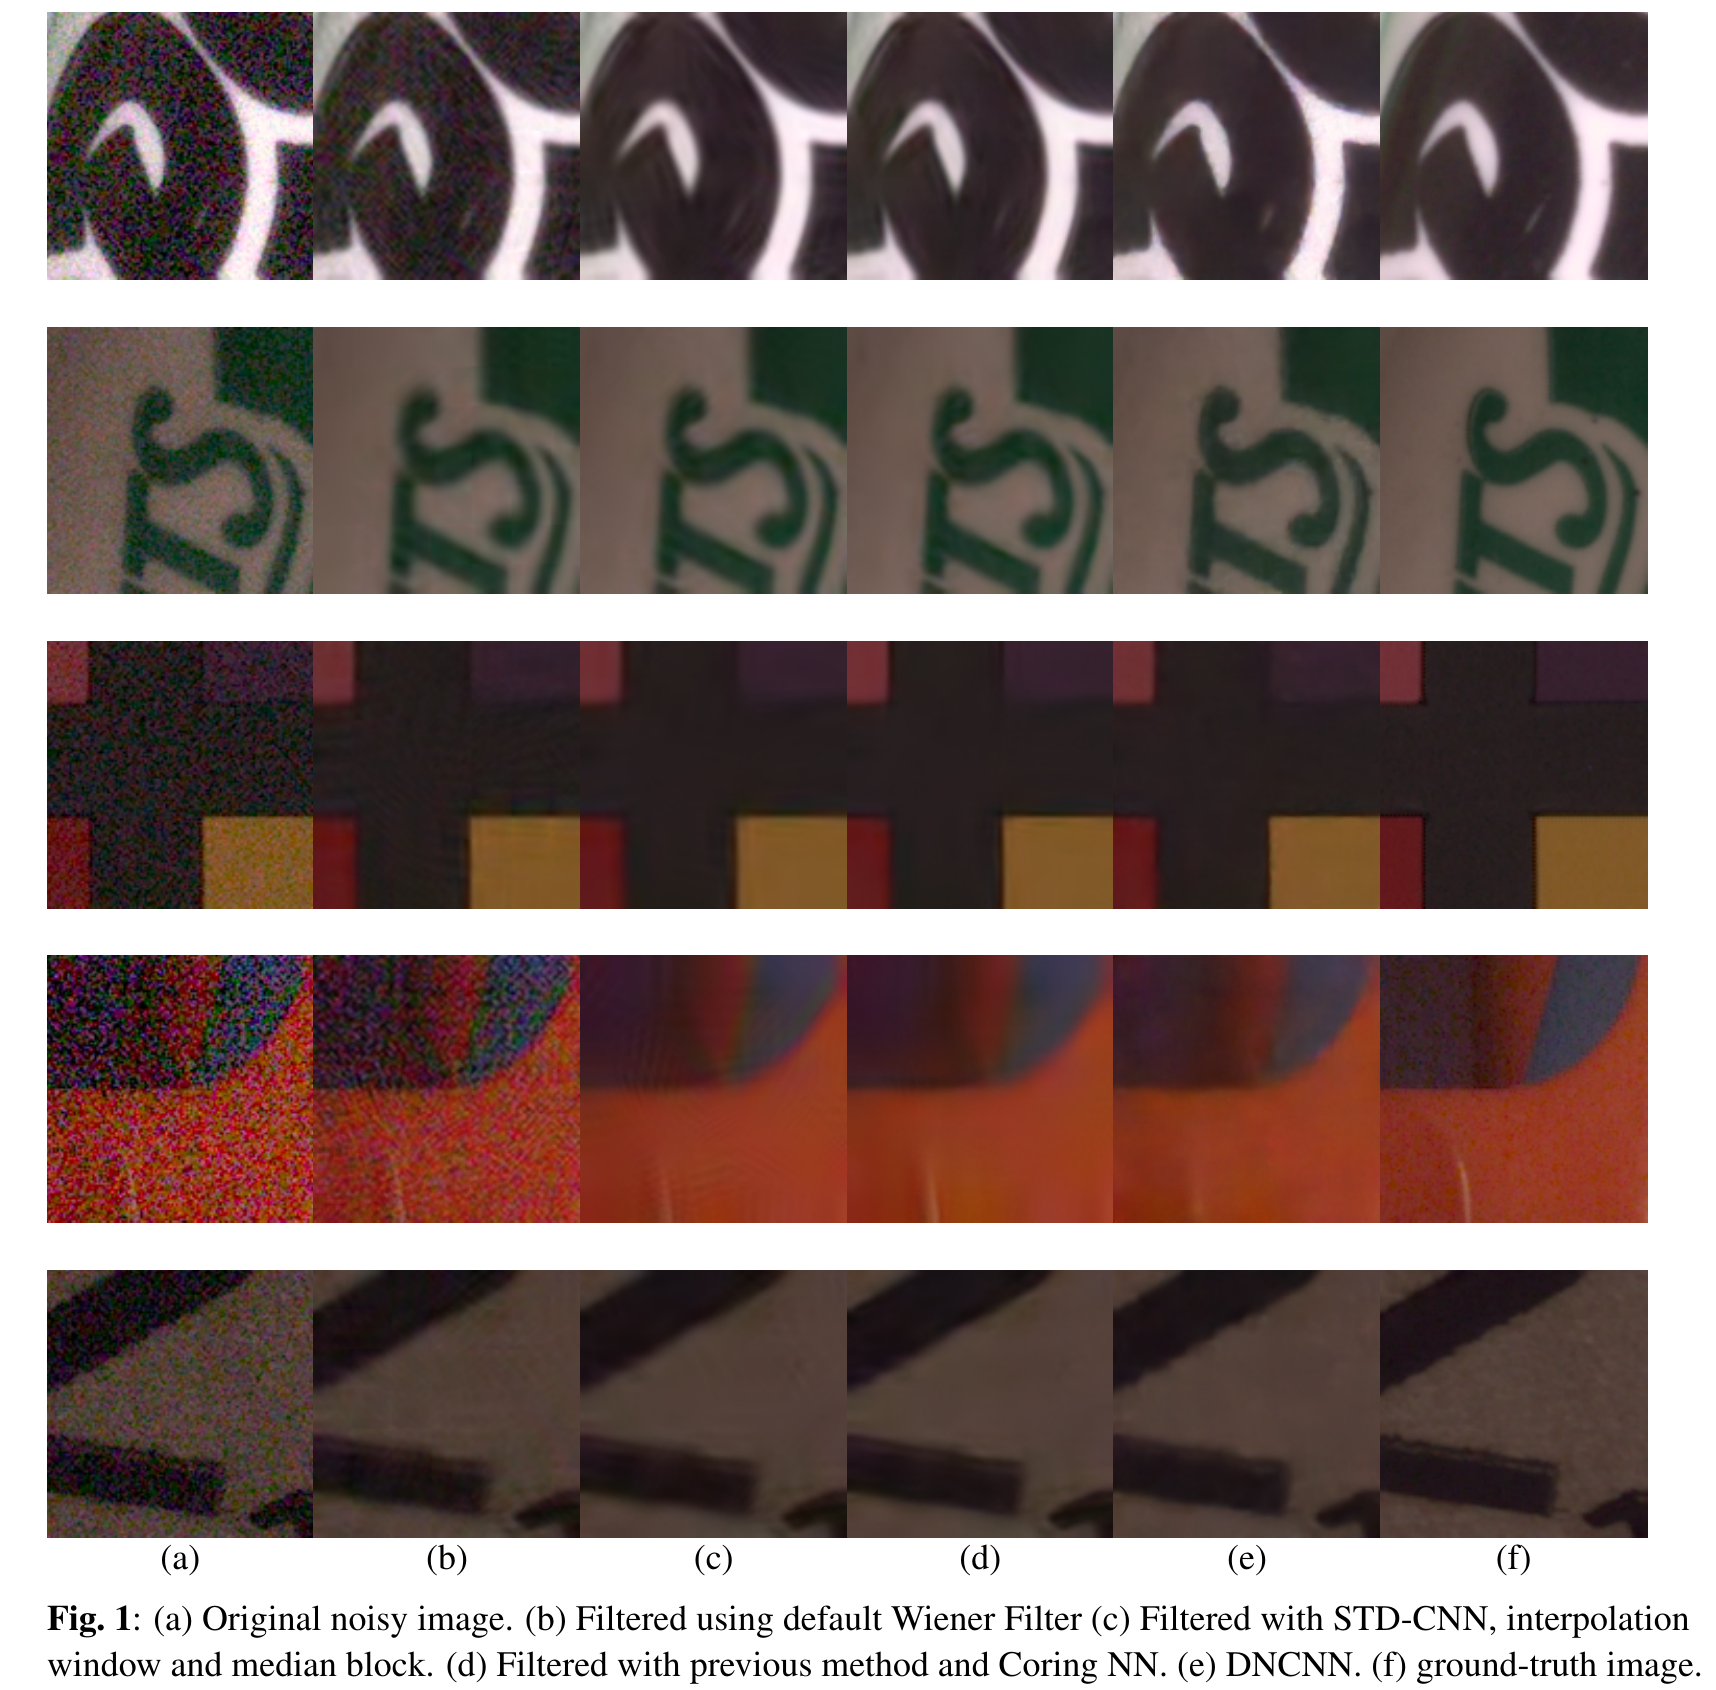 (a) (b) (c) (d) (e) (f)
Fig. 1: (a) Original noisy image. (b) Filtered using default Wiener Filter (c) Filtered with STD-CNN, interpolation
window and median block. (d) Filtered with previous method and Coring NN. (e) DNCNN. (f) ground-truth image.